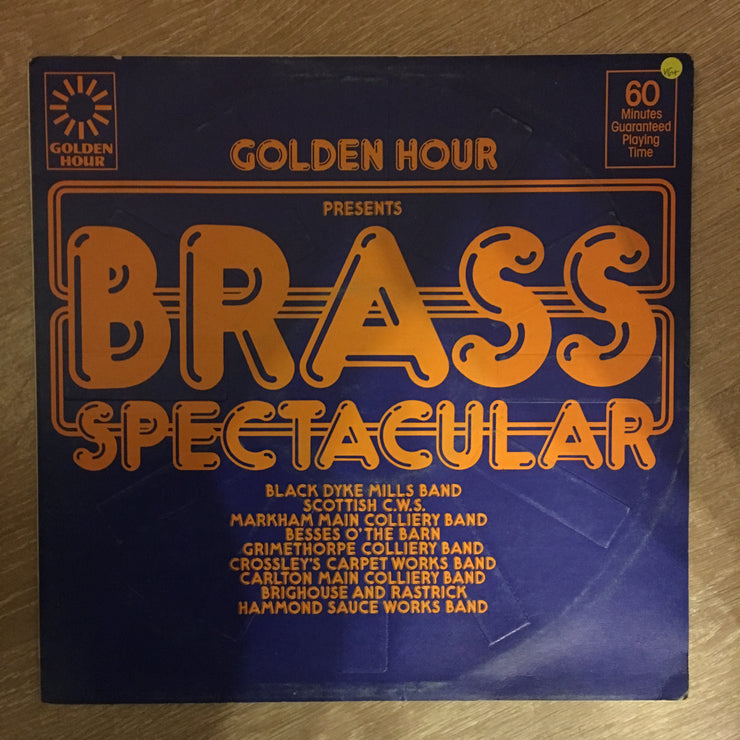 GOLDEN
HOUR
60
Minutes
Guaranteed
Playing
Time
VG+
GOLDEN HOUR
PRESENTS
BRASS
SPECTACULAR
BLACK DYKE MILLS BAND
SCOTTISH C.W.S.
MARKHAM MAIN COLLIERY BAND
BESSES O' THE BARN
GRIMETHORPE COLLIERY BAND
CROSSLEY'S CARPET WORKS BAND
CARLTON MAIN COLLIERY BAND
BRIGHOUSE AND RASTRICK
HAMMOND SAUCE WORKS BAND